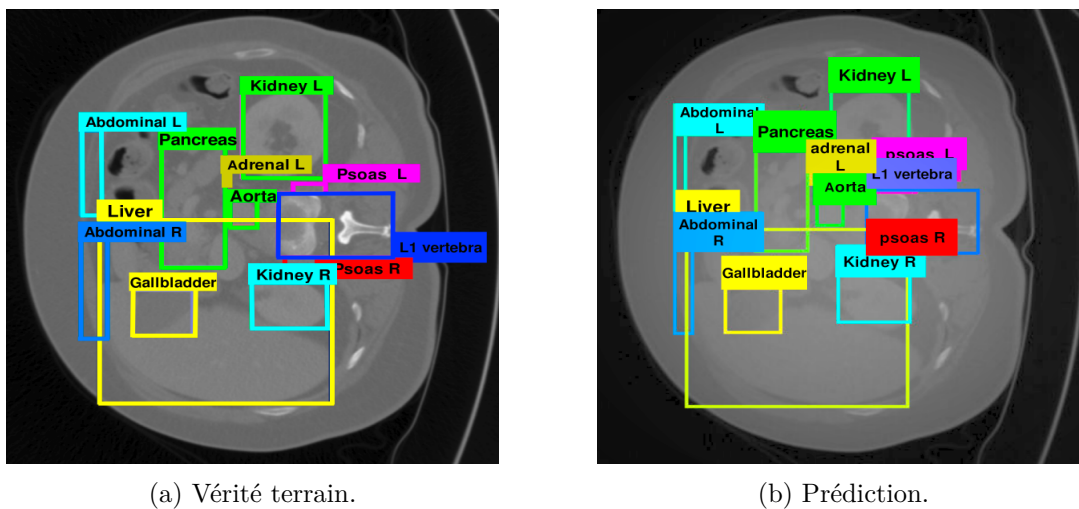 Kidney L
Abdominal L
Pancreas
Adrenal L
Psoas L
Aorta
Liver
Abdominal R
L1 vertebra
Psoas R
Kidney R
Gallbladder
(a) Vérité terrain.
Kidney L
Abdominal
L
Pancreas
adrenal
L
psoas L
L1 vertebra
Aorta
Liver
Abdominal
R
psoas R
Kidney R
Gallbladder
(b) Prédiction.